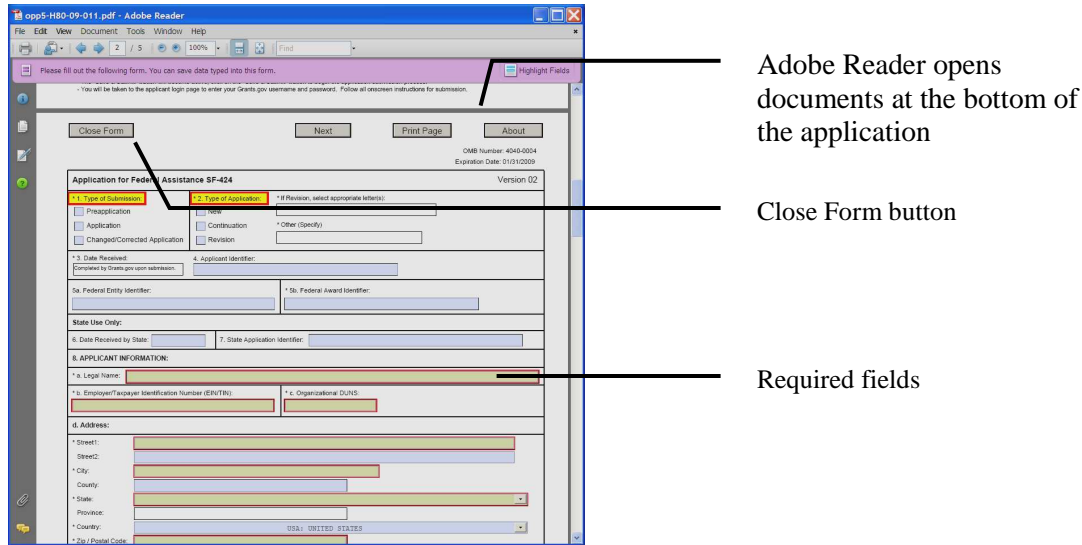 opp5-H80-09-011.pdf - Adobe Reader
File Edit View Document Tools Window Help
2 / 5 100% Find
Please fill out the following form. You can save data typed into this form. Highlight Fields
- You will be taken to the applicant login page to enter your Grants.gov username and password. Follow all onscreen instructions for submission.
Close Form Next Print Page About
OMB Number: 4040-0004
Expiration Date: 01/31/2009
Application for Federal Assistance SF-424 Version 02
* 1. Type of Submission: * 2. Type of Application: * If Revision, select appropriate letter(s):
Preapplication New
Application Continuation * Other (Specify)
Changed/Corrected Application Revision
* 3. Date Received: 4. Applicant Identifier:
Completed by Grants.gov upon submission.
5a. Federal Entity Identifier: * 5b. Federal Award Identifier:
State Use Only:
6. Date Received by State: 7. State Application Identifier:
8. APPLICANT INFORMATION:
* a. Legal Name:
* b. Employer/Taxpayer Identification Number (EIN/TIN): * c. Organizational DUNS:
d. Address:
* Street1:
Street2:
* City:
County:
* State:
Province:
* Country: USA: UNITED STATES
* Zip / Postal Code:
Adobe Reader opens
documents at the bottom of
the application
Close Form button
Required fields